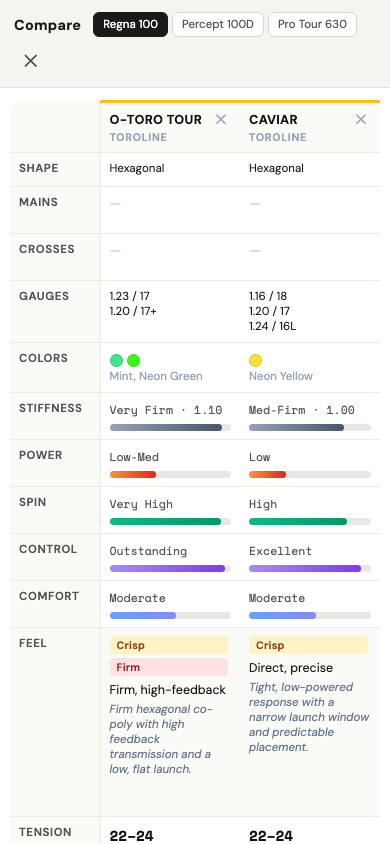 Compare Regna 100 Percept 100D Pro Tour 630
O-TORO TOUR CAVIAR
TOROLINE TOROLINE
SHAPE Hexagonal Hexagonal
MAINS — —
CROSSES — —
GAUGES 1.23 / 17 1.16 / 18
1.20 / 17+ 1.20 / 17
1.24 / 16L
COLORS
Mint, Neon Green Neon Yellow
STIFFNESS Very Firm · 1.10 Med-Firm · 1.00
POWER Low-Med Low
SPIN Very High High
CONTROL Outstanding Excellent
COMFORT Moderate Moderate
FEEL Crisp Crisp
Firm Direct, precise
Firm, high-feedback Tight, low-powered
Firm hexagonal co- response with a
poly with high narrow launch window
feedback and predictable
transmission and a placement.
low, flat launch.
TENSION 22–24 22–24